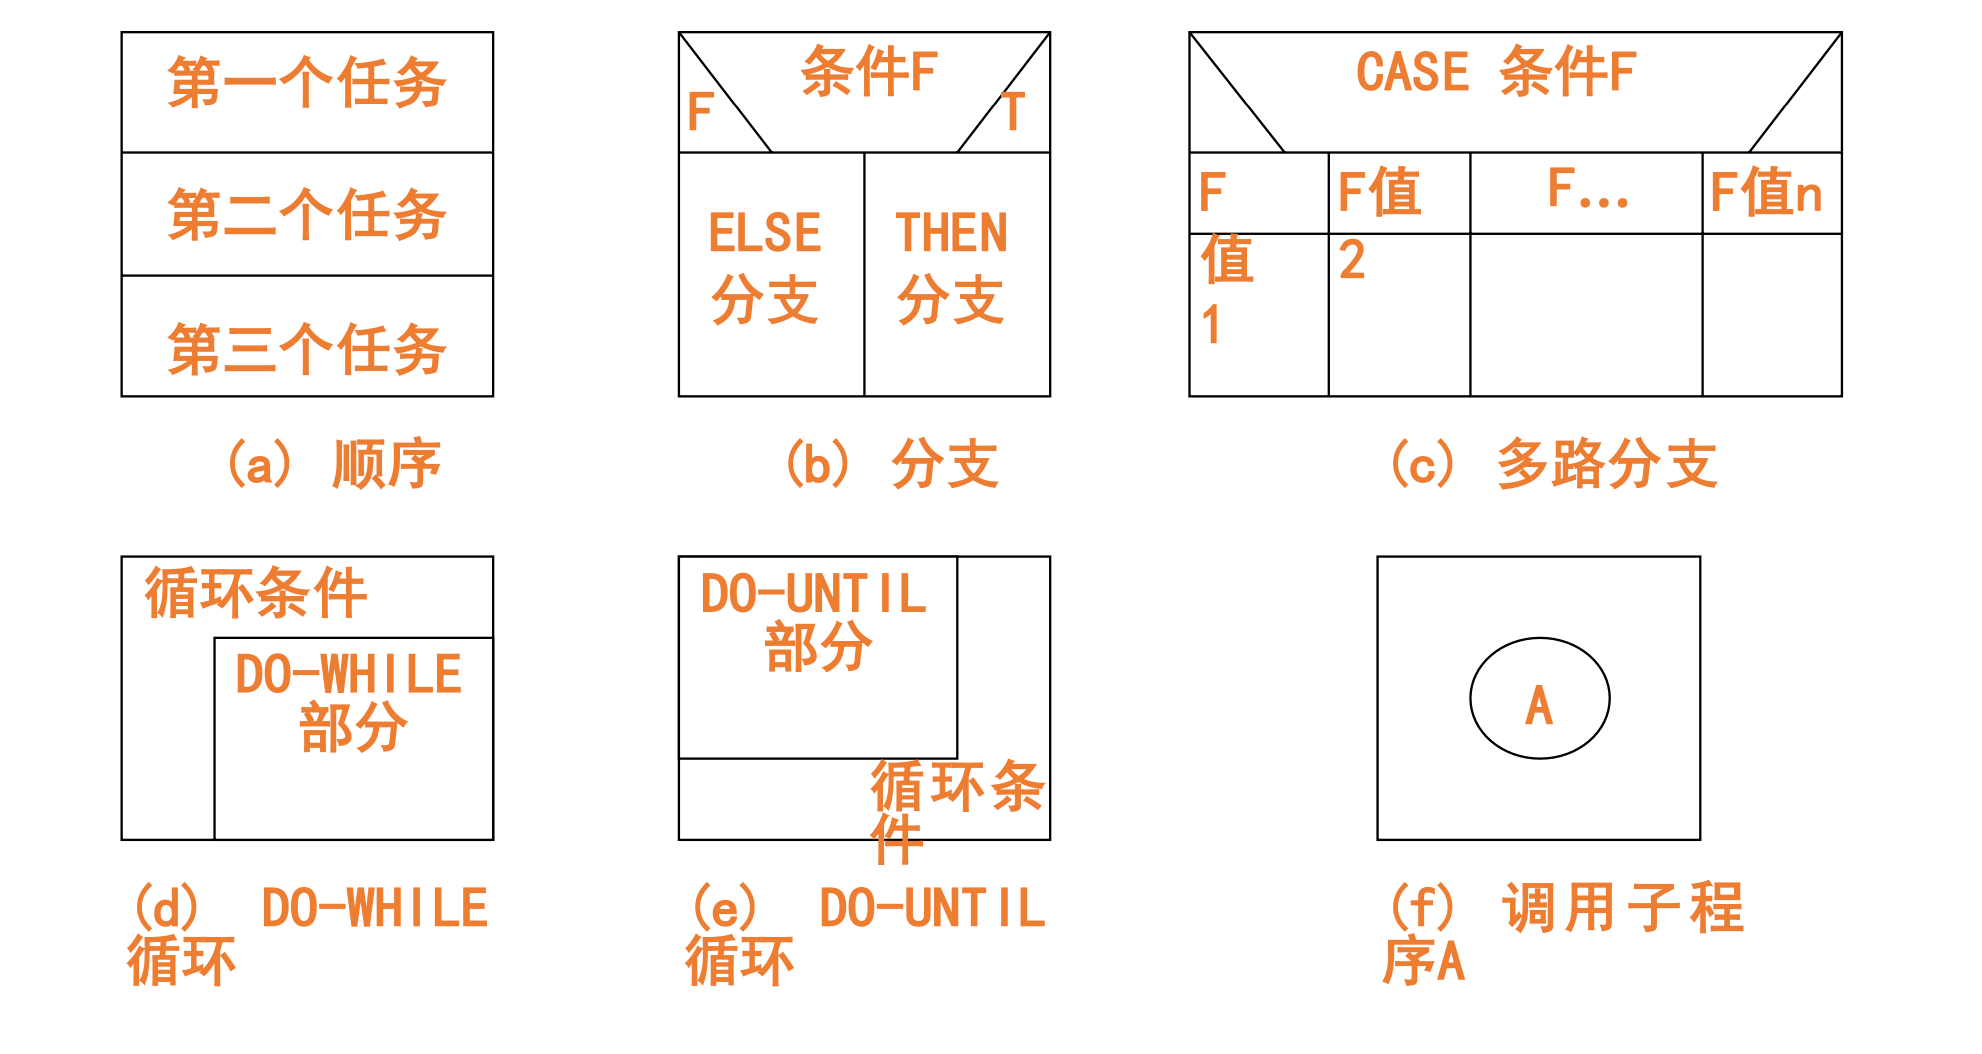 第一个任务
第二个任务
第三个任务
(a) 顺序
条件F
F
T
ELSE
分支
THEN
分支
(b) 分支
CASE 条件F
F
值
1
F值
2
F…
F值n
(c) 多路分支
循环条件
DO-WHILE
部分
(d) DO-WHILE
循环
DO-UNTIL
部分
循环条
件
(e) DO-UNTIL
循环
A
(f) 调用子程
序A